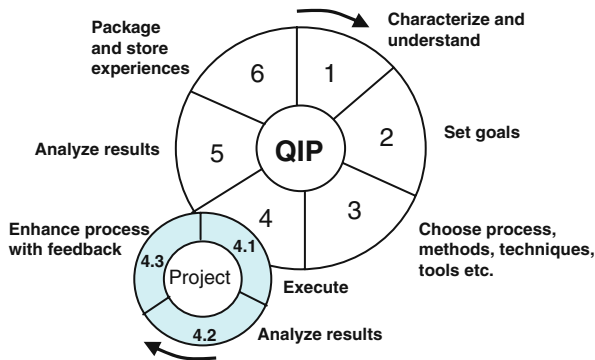 Characterize and
understand
Package
and store
experiences
6
1
Analyze results
5
QIP
2
Set goals
4
3
Enhance process
with feedback
4.3
4.1
Project
Choose process,
methods, techniques,
tools etc.
Execute
4.2
Analyze results